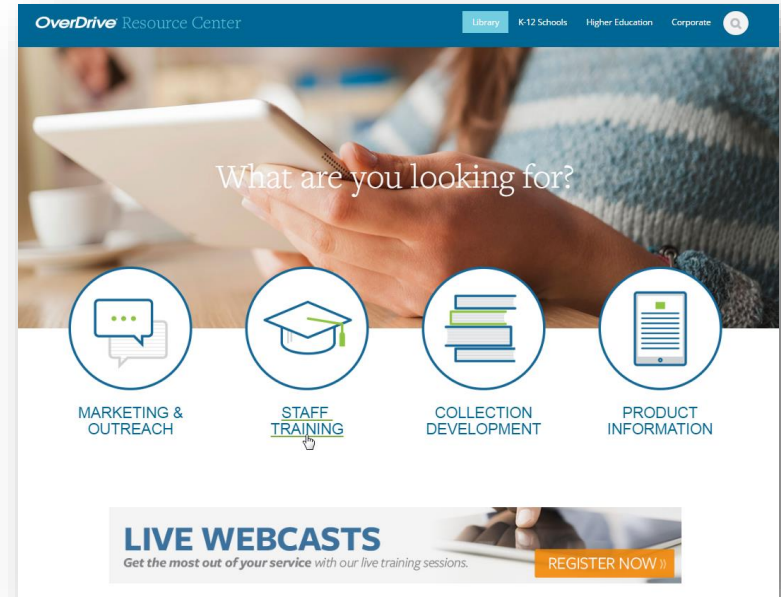 OverDrive Resource Center
Library K-12 Schools Higher Education Corporate
What are you looking for?
MARKETING &
OUTREACH
STAFF
TRAINING
COLLECTION
DEVELOPMENT
PRODUCT
INFORMATION
LIVE WEBCASTS
Get the most out of your service with our live training sessions.
REGISTER NOW »